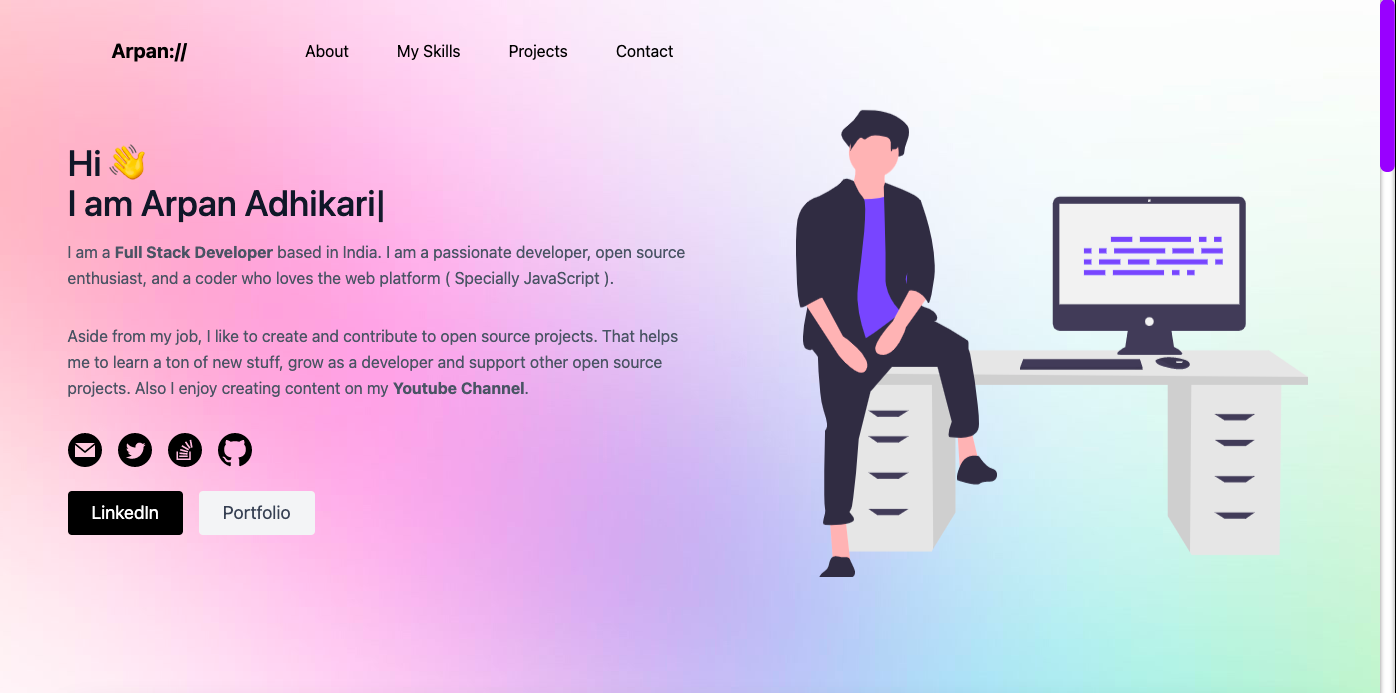 Arpan://
About
My Skills
Projects
Contact
Hi 👋
I am Arpan Adhikari|
I am a Full Stack Developer based in India. I am a passionate developer, open source
enthusiast, and a coder who loves the web platform ( Specially JavaScript ).
Aside from my job, I like to create and contribute to open source projects. That helps
me to learn a ton of new stuff, grow as a developer and support other open source
projects. Also I enjoy creating content on my Youtube Channel.
LinkedIn
Portfolio